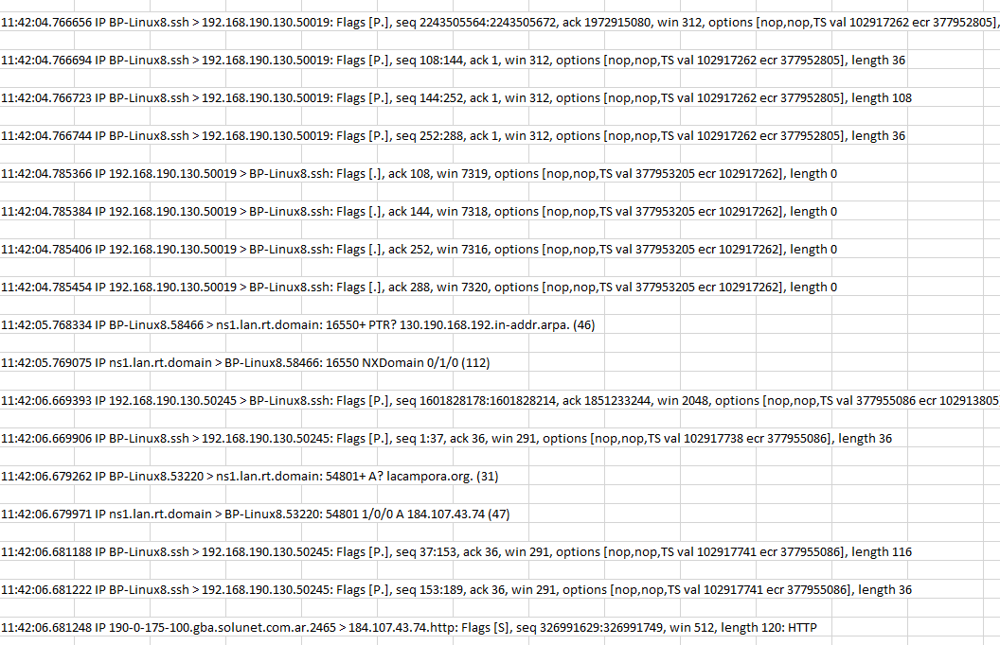 11:42:04.766656 IP BP-Linux8.ssh > 192.168.190.130.50019: Flags [P.], seq 2243505564:2243505672, ack 1972915080, win 312, options [nop,nop,TS val 102917262 ecr 377952805],
11:42:04.766694 IP BP-Linux8.ssh > 192.168.190.130.50019: Flags [P.], seq 108:144, ack 1, win 312, options [nop,nop,TS val 102917262 ecr 377952805], length 36
11:42:04.766723 IP BP-Linux8.ssh > 192.168.190.130.50019: Flags [P.], seq 144:252, ack 1, win 312, options [nop,nop,TS val 102917262 ecr 377952805], length 108
11:42:04.766744 IP BP-Linux8.ssh > 192.168.190.130.50019: Flags [P.], seq 252:288, ack 1, win 312, options [nop,nop,TS val 102917262 ecr 377952805], length 36
11:42:04.785366 IP 192.168.190.130.50019 > BP-Linux8.ssh: Flags [.], ack 108, win 7319, options [nop,nop,TS val 377953205 ecr 102917262], length 0
11:42:04.785384 IP 192.168.190.130.50019 > BP-Linux8.ssh: Flags [.], ack 144, win 7318, options [nop,nop,TS val 377953205 ecr 102917262], length 0
11:42:04.785406 IP 192.168.190.130.50019 > BP-Linux8.ssh: Flags [.], ack 252, win 7316, options [nop,nop,TS val 377953205 ecr 102917262], length 0
11:42:04.785454 IP 192.168.190.130.50019 > BP-Linux8.ssh: Flags [.], ack 288, win 7320, options [nop,nop,TS val 377953205 ecr 102917262], length 0
11:42:05.768334 IP BP-Linux8.58466 > ns1.lan.rt.domain: 16550+ PTR? 130.190.168.192.in-addr.arpa. (46)
11:42:05.769075 IP ns1.lan.rt.domain > BP-Linux8.58466: 16550 NXDomain 0/1/0 (112)
11:42:06.669393 IP 192.168.190.130.50245 > BP-Linux8.ssh: Flags [P.], seq 1601828178:1601828214, ack 1851233244, win 2048, options [nop,nop,TS val 377955086 ecr 102913805]
11:42:06.669906 IP BP-Linux8.ssh > 192.168.190.130.50245: Flags [P.], seq 1:37, ack 36, win 291, options [nop,nop,TS val 102917738 ecr 377955086], length 36
11:42:06.679262 IP BP-Linux8.53220 > ns1.lan.rt.domain: 54801+ A? lacampora.org. (31)
11:42:06.679971 IP ns1.lan.rt.domain > BP-Linux8.53220: 54801 1/0/0 A 184.107.43.74 (47)
11:42:06.681188 IP BP-Linux8.ssh > 192.168.190.130.50245: Flags [P.], seq 37:153, ack 36, win 291, options [nop,nop,TS val 102917741 ecr 377955086], length 116
11:42:06.681222 IP BP-Linux8.ssh > 192.168.190.130.50245: Flags [P.], seq 153:189, ack 36, win 291, options [nop,nop,TS val 102917741 ecr 377955086], length 36
11:42:06.681248 IP 190-0-175-100.gba.solunet.com.ar.2465 > 184.107.43.74.http: Flags [S], seq 326991629:326991749, win 512, length 120: HTTP